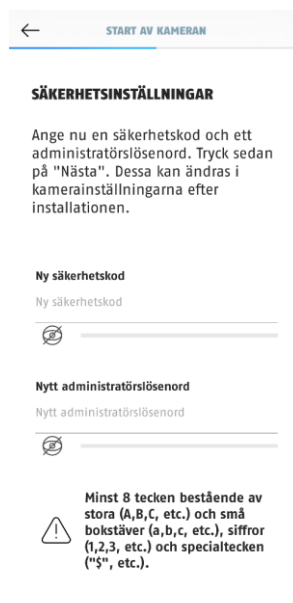 START AV KAMERAN
SÄKERHETSINSTÄLLNINGAR
Ange nu en säkerhetskod och ett
administratörslösenord. Tryck sedan
på "Nästa". Dessa kan ändras i
kamerainställningarna efter
installationen.
Ny säkerhetskod
Ny säkerhetskod
Nytt administratörslösenord
Nytt administratörslösenord
Minst 8 tecken bestående av
stora (A,B,C, etc.) och små
bokstäver (a,b,c, etc.), siffror
(1,2,3, etc.) och specialtecken
("$", etc.).